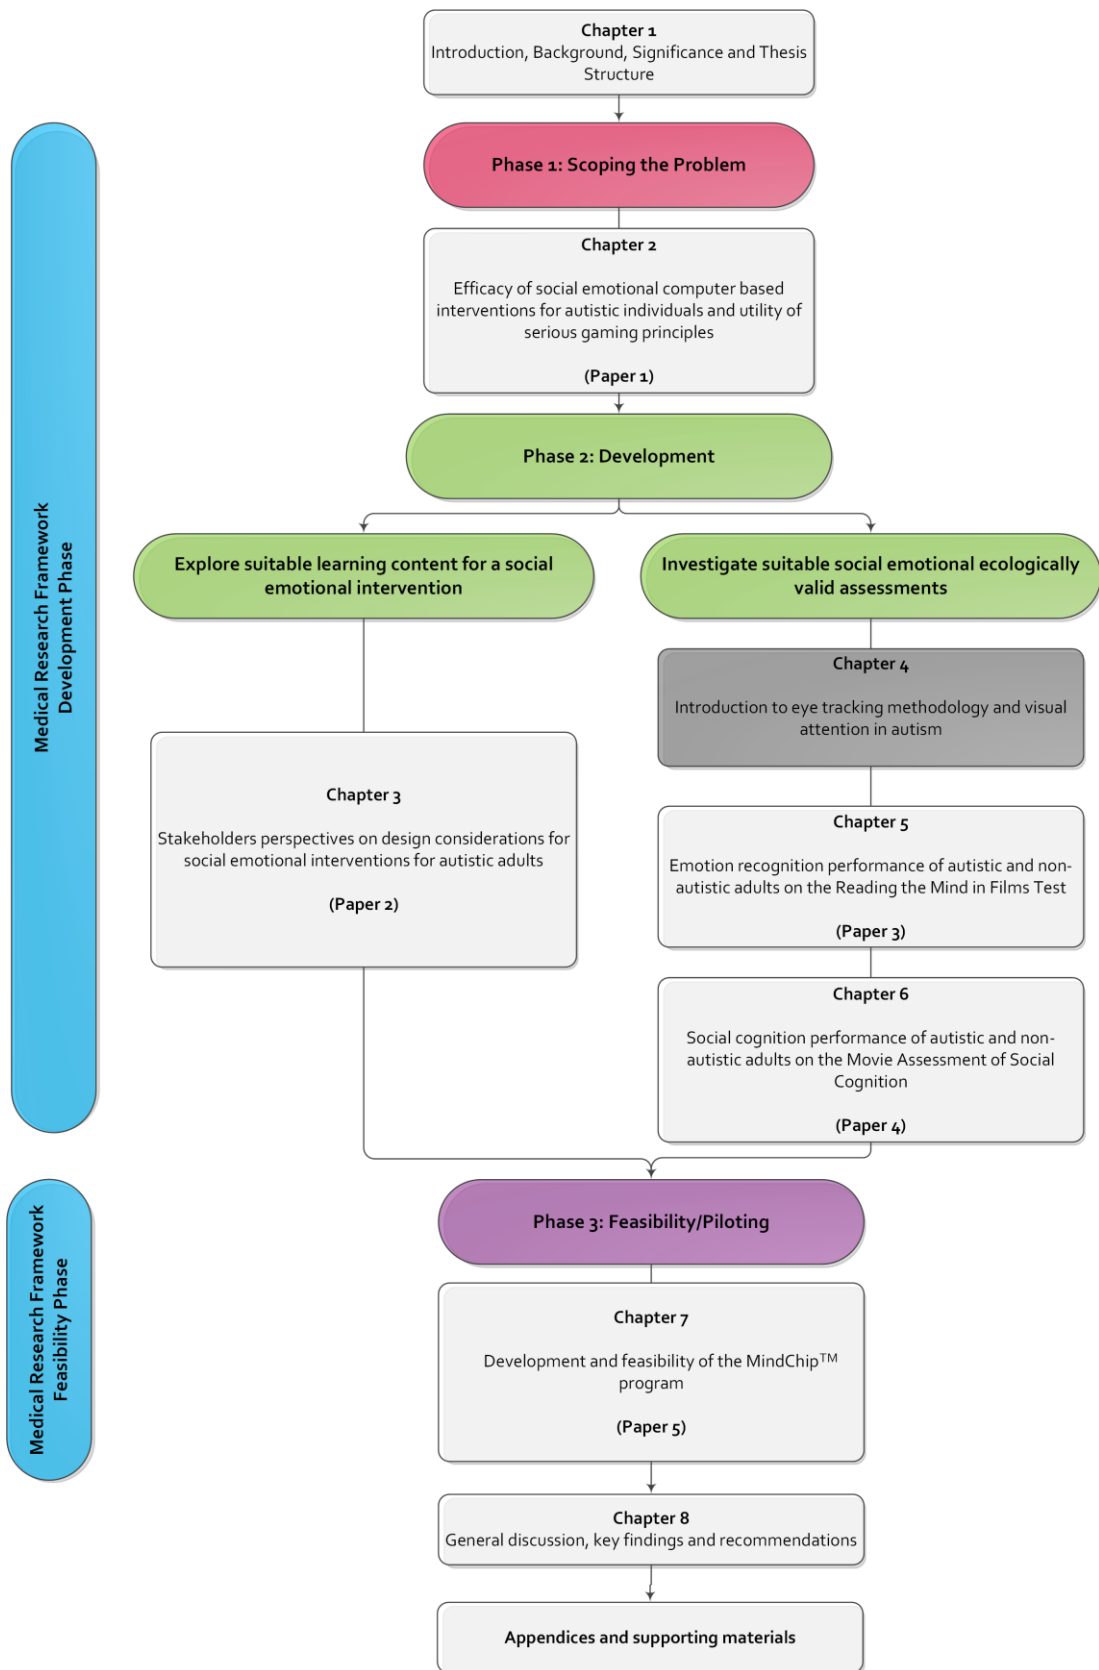 Chapter 1
Introduction, Background, Significance and Thesis
Structure
Phase 1: Scoping the Problem
Chapter 2
Efficacy of social emotional computer based
interventions for autistic individuals and utility of
serious gaming principles
(Paper 1)
Phase 2: Development
Medical Research Framework
Development Phase
Explore suitable learning content for a social
emotional intervention
Chapter 3
Stakeholders perspectives on design considerations for
social emotional interventions for autistic adults
(Paper 2)
Investigate suitable social emotional ecologically
valid assessments
Chapter 4
Introduction to eye tracking methodology and visual
attention in autism
Chapter 5
Emotion recognition performance of autistic and non-
autistic adults on the Reading the Mind in Films Test
(Paper 3)
Chapter 6
Social cognition performance of autistic and non-
autistic adults on the Movie Assessment of Social
Cognition
(Paper 4)
Medical Research Framework
Feasibility Phase
Phase 3: Feasibility/Piloting
Chapter 7
Development and feasibility of the MindChip™
program
(Paper 5)
Chapter 8
General discussion, key findings and recommendations
Appendices and supporting materials